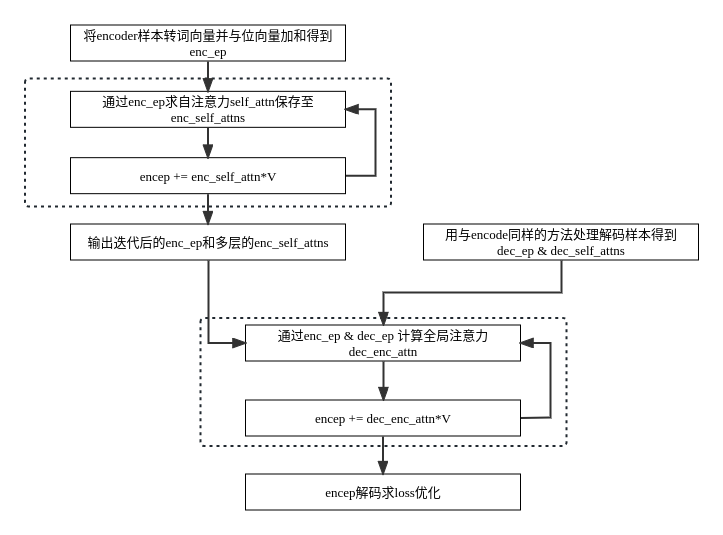 将encoder样本转词向量并与位向量加和得到
enc_ep
通过enc_ep求自注意力self_attn保存至
enc_self_attns
encep += enc_self_attn*V
输出迭代后的enc_ep和多层的enc_self_attns
用与encode同样的方法处理解码样本得到
dec_ep & dec_self_attns
通过enc_ep & dec_ep 计算全局注意力
dec_enc_attn
encep += dec_enc_attn*V
encep解码求loss优化